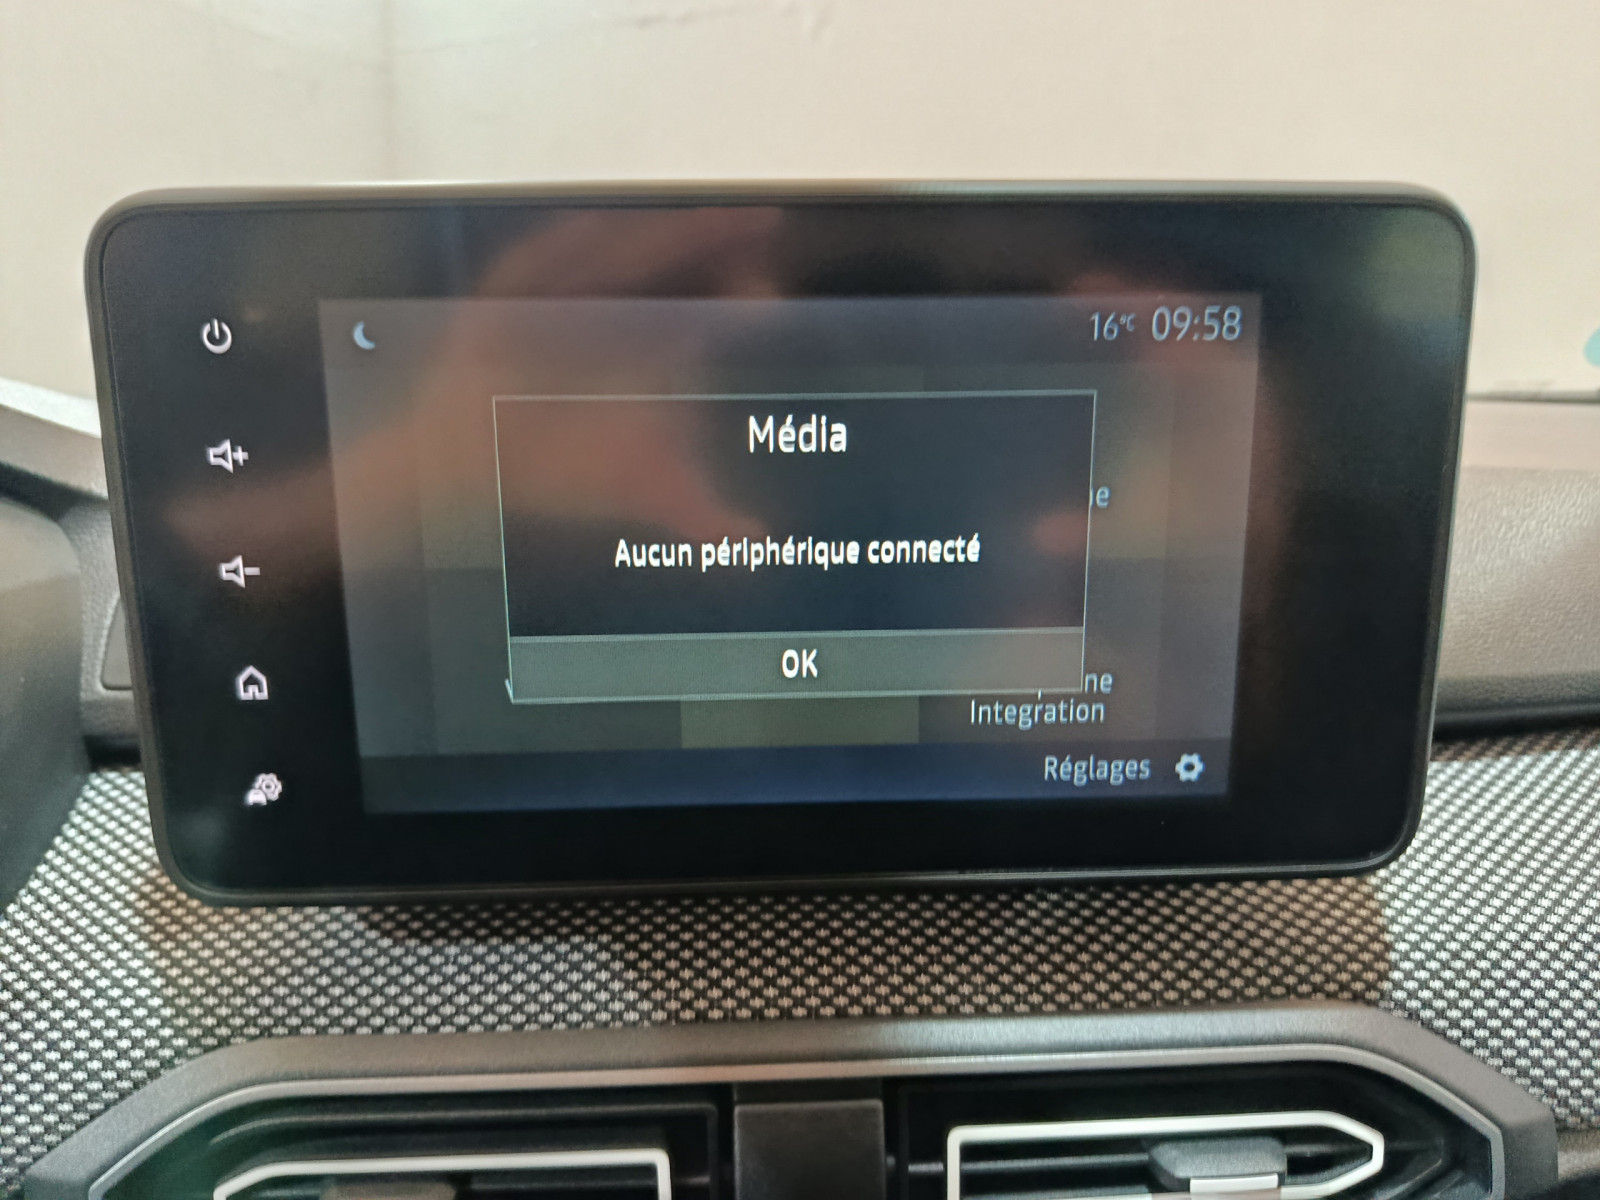 16°C 09:58
Média
Aucun périphérique connecté
OK
Integration
Réglages